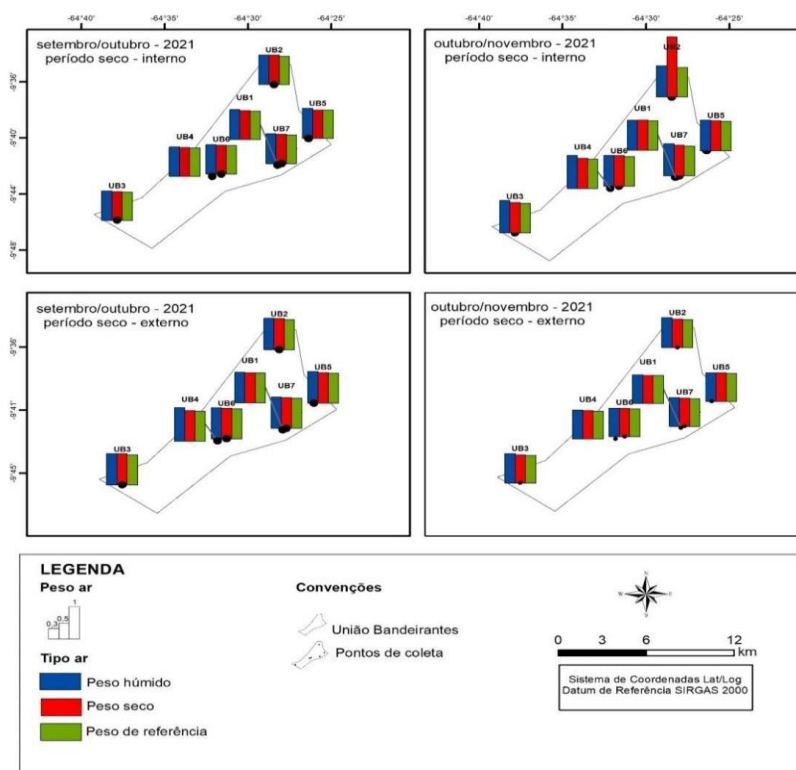 -64°40' -64°35' -64°30' -64°25' -64°40' -64°35' -64°30' -64°25'
setembro/outubro - 2021
período seco - interno
UB2
UB1
UB5
UB4
UB6
UB7
UB3
-9°36'
-9°40'
-9°44'
-9°48'
outubro/novembro - 2021
período seco - interno
UB2
UB1
UB5
UB4
UB6
UB7
UB3
setembro/outubro - 2021
período seco - externo
UB2
UB1
UB5
UB4
UB6
UB7
UB3
-9°36'
-9°41'
-9°45'
outubro/novembro - 2021
período seco - externo
UB2
UB1
UB5
UB4
UB6
UB7
UB3
LEGENDA
Peso ar
0,3 0,5 1
Tipo ar
Peso húmido
Peso seco
Peso de referência
Convenções
União Bandeirantes
Pontos de coleta
N
W E
S
0 3 6 12
km
Sistema de Coordenadas Lat/Log
Datum de Referência SIRGAS 2000